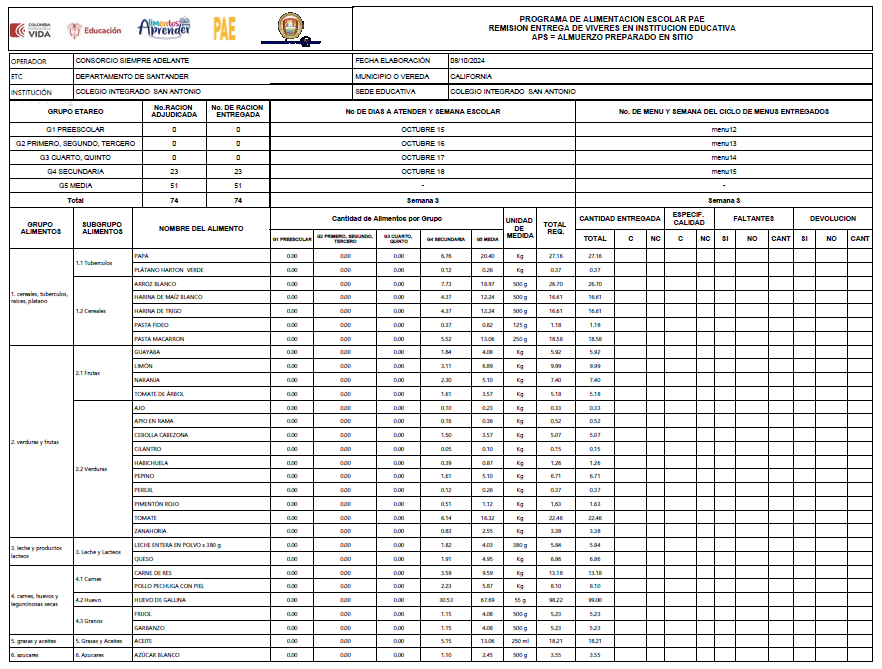 COLOMBIA
POTENCIA DE LA
VIDA
Educación
Alimentos para Aprender
PAE
PROGRAMA DE ALIMENTACION ESCOLAR PAE
REMISION ENTREGA DE VIVERES EN INSTITUCION EDUCATIVA
APS = ALMUERZO PREPARADO EN SITIO
OPERADOR CONSORCIO SIEMPRE ADELANTE FECHA ELABORACIÓN 08/10/2024
ETC DEPARTAMENTO DE SANTANDER MUNICIPIO O VEREDA CALIFORNIA
INSTITUCIÓN COLEGIO INTEGRADO SAN ANTONIO SEDE EDUCATIVA COLEGIO INTEGRADO SAN ANTONIO
GRUPO ETAREO No.RACION ADJUDICADA No. DE RACION ENTREGADA No DE DIAS A ATENDER Y SEMANA ESCOLAR No. DE MENU Y SEMANA DEL CICLO DE MENUS ENTREGADOS
G1 PREESCOLAR 0 0 OCTUBRE 15 menu12
G2 PRIMERO, SEGUNDO, TERCERO 0 0 OCTUBRE 16 menu13
G3 CUARTO, QUINTO 0 0 OCTUBRE 17 menu14
G4 SECUNDARIA 23 23 OCTUBRE 18 menu15
G5 MEDIA 51 51 - -
Total 74 74 Semana 3 Semana 3
GRUPO ALIMENTOS SUBGRUPO ALIMENTOS NOMBRE DEL ALIMENTO Cantidad de Alimentos por Grupo UNIDAD DE MEDIDA TOTAL REQ. CANTIDAD ENTREGADA ESPECIF. CALIDAD FALTANTES DEVOLUCION
G1 PREESCOLAR G2 PRIMERO, SEGUNDO, TERCERO G3 CUARTO, QUINTO G4 SECUNDARIA G5 MEDIA TOTAL C NC C NC SI NO CANT SI NO CANT
1. cereales, tuberculos, raices, platano
1.1 Tuberculos
PAPA 0.00 0.00 0.00 6.76 20.40 Kg 27.16 27.16
PLÁTANO HARTON VERDE 0.00 0.00 0.00 0.12 0.26 Kg 0.37 0.37
1.2 Cereales
ARROZ BLANCO 0.00 0.00 0.00 7.73 18.97 500 g 26.70 26.70
HARINA DE MAÍZ BLANCO 0.00 0.00 0.00 4.37 12.24 500 g 16.61 16.61
HARINA DE TRIGO 0.00 0.00 0.00 4.37 12.24 500 g 16.61 16.61
PASTA FIDEO 0.00 0.00 0.00 0.37 0.82 125 g 1.18 1.18
PASTA MACARRON 0.00 0.00 0.00 5.52 13.06 250 g 18.58 18.58
2. verduras y frutas
2.1 Frutas
GUAYABA 0.00 0.00 0.00 1.84 4.08 Kg 5.92 5.92
LIMÓN 0.00 0.00 0.00 3.11 6.89 Kg 9.99 9.99
NARANJA 0.00 0.00 0.00 2.30 5.10 Kg 7.40 7.40
TOMATE DE ÁRBOL 0.00 0.00 0.00 1.61 3.57 Kg 5.18 5.18
2.2 Verduras
AJO 0.00 0.00 0.00 0.10 0.23 Kg 0.33 0.33
APIO EN RAMA 0.00 0.00 0.00 0.16 0.36 Kg 0.52 0.52
CEBOLLA CABEZONA 0.00 0.00 0.00 1.50 3.57 Kg 5.07 5.07
CILANTRO 0.00 0.00 0.00 0.05 0.10 Kg 0.15 0.15
HABICHUELA 0.00 0.00 0.00 0.39 0.87 Kg 1.26 1.26
PEPINO 0.00 0.00 0.00 1.61 5.10 Kg 6.71 6.71
PEREJIL 0.00 0.00 0.00 0.12 0.26 Kg 0.37 0.37
PIMENTÓN ROJO 0.00 0.00 0.00 0.51 1.12 Kg 1.63 1.63
TOMATE 0.00 0.00 0.00 6.14 16.32 Kg 22.46 22.46
ZANAHORIA 0.00 0.00 0.00 0.83 2.55 Kg 3.38 3.38
3. leche y productos lacteos
3. Leche y Lacteos
LECHE ENTERA EN POLVO x 380 g 0.00 0.00 0.00 1.82 4.03 380 g 5.84 5.84
QUESO 0.00 0.00 0.00 1.91 4.95 Kg 6.86 6.86
4. carnes, huevos y leguminosas secas
4.1 Carnes
CARNE DE RES 0.00 0.00 0.00 3.59 9.59 Kg 13.18 13.18
POLLO PECHUGA CON PIEL 0.00 0.00 0.00 2.23 5.87 Kg 8.10 8.10
4.2 Huevo
HUEVO DE GALLINA 0.00 0.00 0.00 30.53 67.69 55 g 98.22 99.00
4.3 Granos
FRIJOL 0.00 0.00 0.00 1.15 4.08 500 g 5.23 5.23
GARBANZO 0.00 0.00 0.00 1.15 4.08 500 g 5.23 5.23
5. grasas y aceites 5. Grasas y Aceites ACEITE 0.00 0.00 0.00 5.15 13.06 250 ml 18.21 18.21
6. azucares 6. Azucares AZÚCAR BLANCO 0.00 0.00 0.00 1.10 2.45 500 g 3.55 3.55